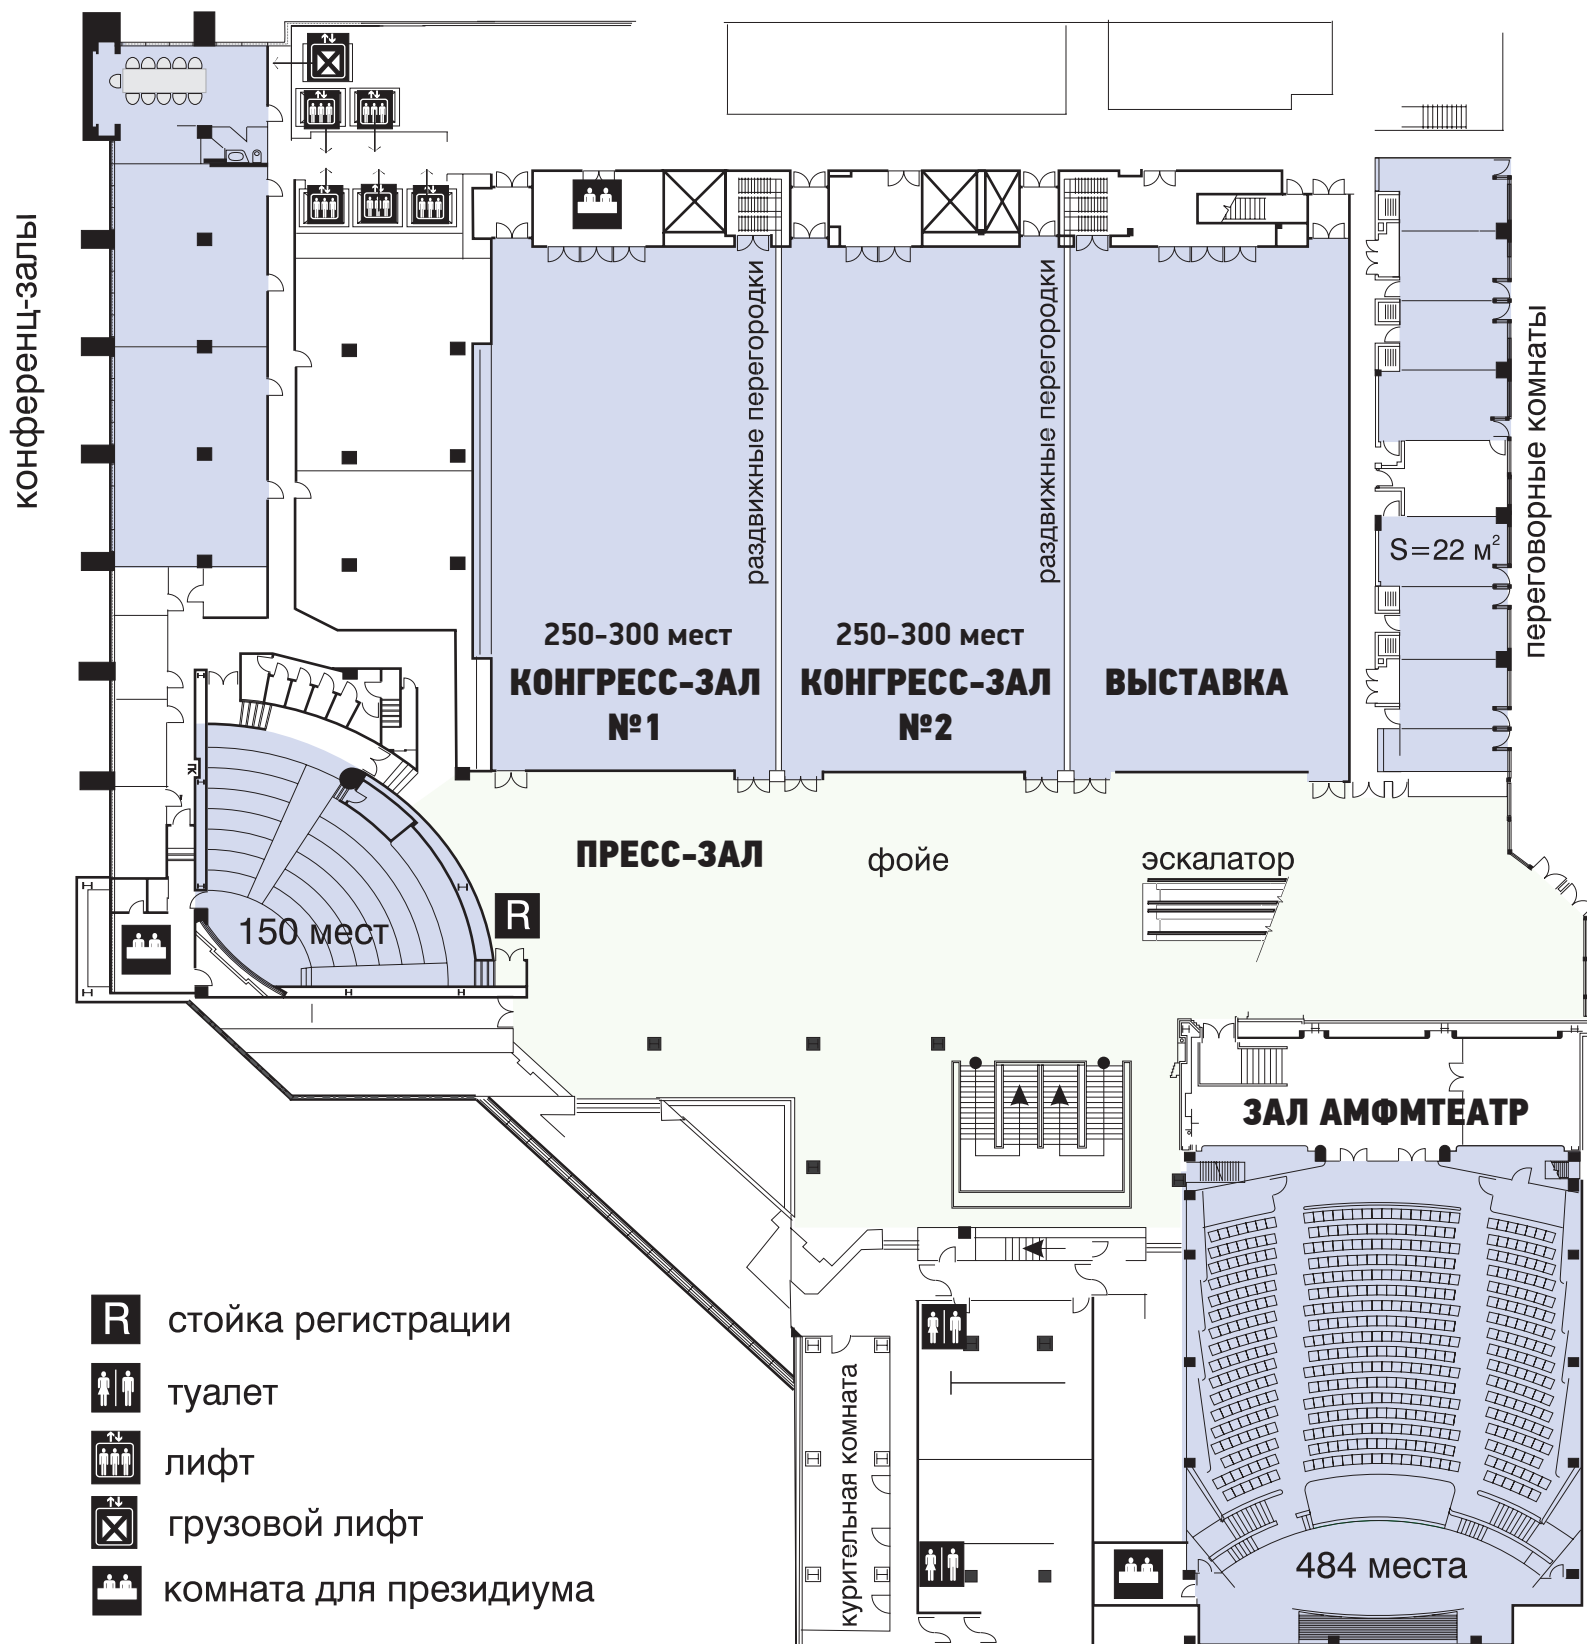 конференц-залы
раздвижные перегородки
раздвижные перегородки
переговорные комнаты
S=22 м²
250-300 мест
КОНГРЕСС-ЗАЛ
№1
250-300 мест
КОНГРЕСС-ЗАЛ
№2
ВЫСТАВКА
ПК
ПРЕСС-ЗАЛ
фойе
эскалатор
R
150 мест
ЗАЛ АМФМТЕАТР
R стойка регистрации
туалет
лифт
грузовой лифт
комната для президиума
курительная комната
484 места